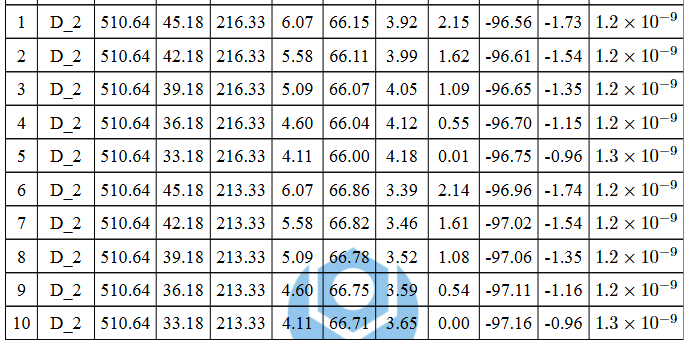 1 D_2 510.64 45.18 216.33 6.07 66.15 3.92 2.15 -96.56 -1.73 1.2 × 10⁻⁹
2 D_2 510.64 42.18 216.33 5.58 66.11 3.99 1.62 -96.61 -1.54 1.2 × 10⁻⁹
3 D_2 510.64 39.18 216.33 5.09 66.07 4.05 1.09 -96.65 -1.35 1.2 × 10⁻⁹
4 D_2 510.64 36.18 216.33 4.60 66.04 4.12 0.55 -96.70 -1.15 1.2 × 10⁻⁹
5 D_2 510.64 33.18 216.33 4.11 66.00 4.18 0.01 -96.75 -0.96 1.3 × 10⁻⁹
6 D_2 510.64 45.18 213.33 6.07 66.86 3.39 2.14 -96.96 -1.74 1.2 × 10⁻⁹
7 D_2 510.64 42.18 213.33 5.58 66.82 3.46 1.61 -97.02 -1.54 1.2 × 10⁻⁹
8 D_2 510.64 39.18 213.33 5.09 66.78 3.52 1.08 -97.06 -1.35 1.2 × 10⁻⁹
9 D_2 510.64 36.18 213.33 4.60 66.75 3.59 0.54 -97.11 -1.16 1.2 × 10⁻⁹
10 D_2 510.64 33.18 213.33 4.11 66.71 3.65 0.00 -97.16 -0.96 1.3 × 10⁻⁹